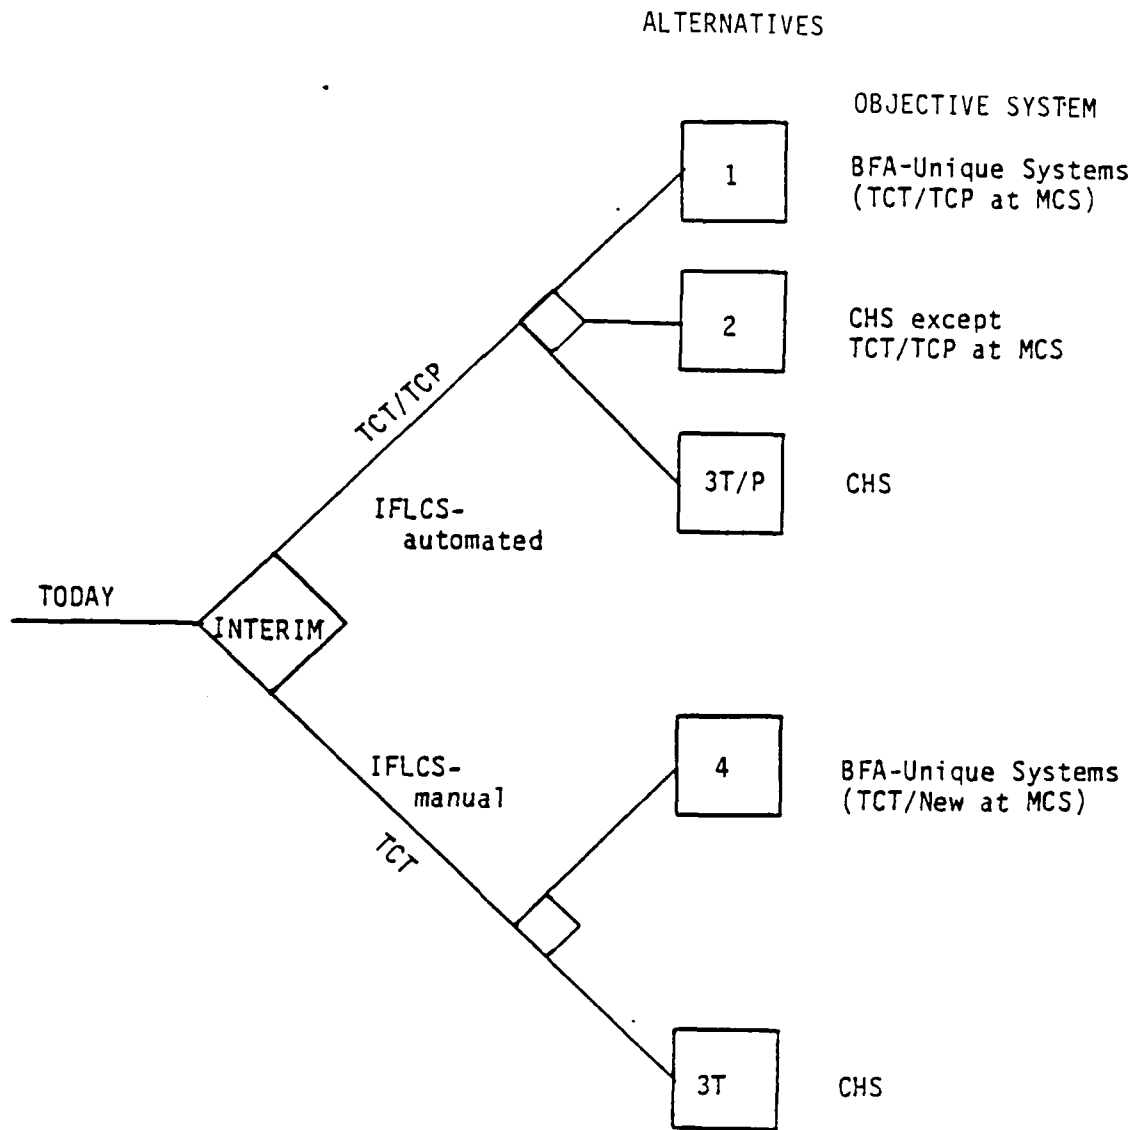 ALTERNATIVES
OBJECTIVE SYSTEM
1
BFA-Unique Systems
(TCT/TCP at MCS)
2
CHS except
TCT/TCP at MCS
TCT/TCP
3T/P
CHS
IFLCS-
automated
TODAY
INTERIM
IFLCS-
manual
TCT
4
BFA-Unique Systems
(TCT/New at MCS)
3T
CHS